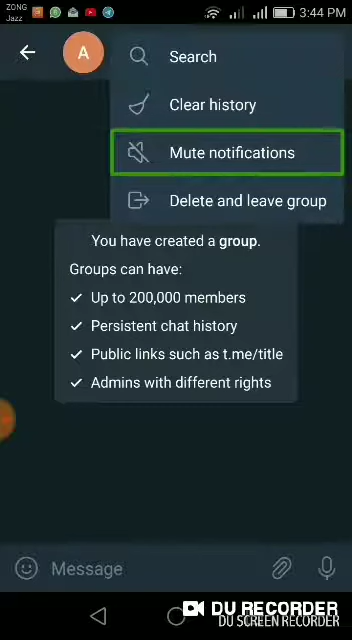 ZONG
Jazz
3:44 PM
A
Search
Clear history
Mute notifications
Delete and leave group
You have created a group.
Groups can have:
✓ Up to 200,000 members
✓ Persistent chat history
✓ Public links such as t.me/title
✓ Admins with different rights
Message
DU RECORDER
DU SCREEN RECORDER